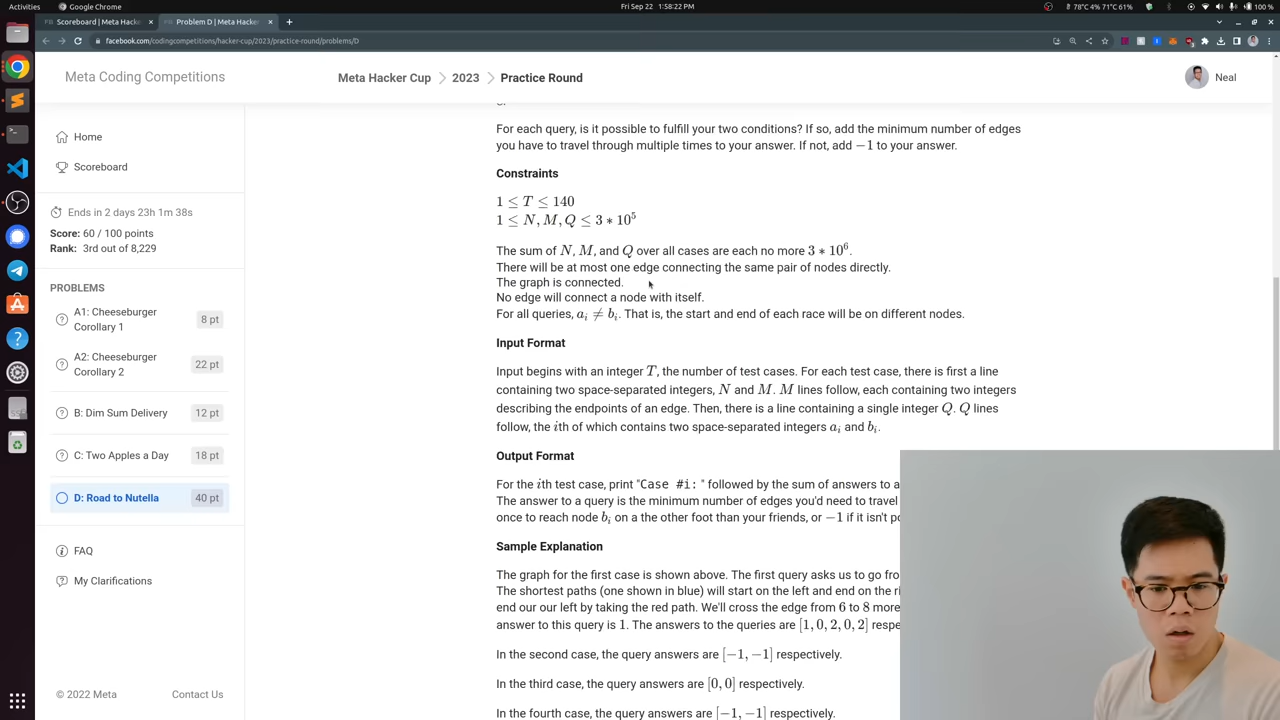 Activities
Google Chrome
Fri Sep 22 1:58:22 PM
78°C 4% 71°C 61%
100 %
Scoreboard | Meta Hacker
Problem D | Meta Hacker
facebook.com/codingcompetitions/hacker-cup/2023/practice-round/problems/D
Meta Coding Competitions
Meta Hacker Cup
2023
Practice Round
Neal
Home
Scoreboard
Ends in 2 days 23h 1m 38s
Score: 60 / 100 points
Rank: 3rd out of 8,229
PROBLEMS
A1: Cheeseburger
Corollary 1
8 pt
A2: Cheeseburger
Corollary 2
22 pt
B: Dim Sum Delivery
12 pt
C: Two Apples a Day
18 pt
D: Road to Nutella
40 pt
FAQ
My Clarifications
© 2022 Meta
Contact Us
For each query, is it possible to fulfill your two conditions? If so, add the minimum number of edges
you have to travel through multiple times to your answer. If not, add −1 to your answer.
Constraints
1 ≤ T ≤ 140
1 ≤ N, M, Q ≤ 3 ∗ 10⁵
The sum of N, M, and Q over all cases are each no more 3 ∗ 10⁶.
There will be at most one edge connecting the same pair of nodes directly.
The graph is connected.
No edge will connect a node with itself.
For all queries, aᵢ ≠ bᵢ. That is, the start and end of each race will be on different nodes.
Input Format
Input begins with an integer T, the number of test cases. For each test case, there is first a line
containing two space-separated integers, N and M. M lines follow, each containing two integers
describing the endpoints of an edge. Then, there is a line containing a single integer Q. Q lines
follow, the ith of which contains two space-separated integers aᵢ and bᵢ.
Output Format
For the ith test case, print "Case #i: " followed by the sum of answers to a
The answer to a query is the minimum number of edges you'd need to travel
once to reach node bᵢ on a the other foot than your friends, or −1 if it isn't p
Sample Explanation
The graph for the first case is shown above. The first query asks us to go fro
The shortest paths (one shown in blue) will start on the left and end on the ri
end our our left by taking the red path. We'll cross the edge from 6 to 8 more
answer to this query is 1. The answers to the queries are [1, 0, 2, 0, 2] respe
In the second case, the query answers are [−1, −1] respectively.
In the third case, the query answers are [0, 0] respectively.
In the fourth case, the query answers are [−1, −1] respectively.